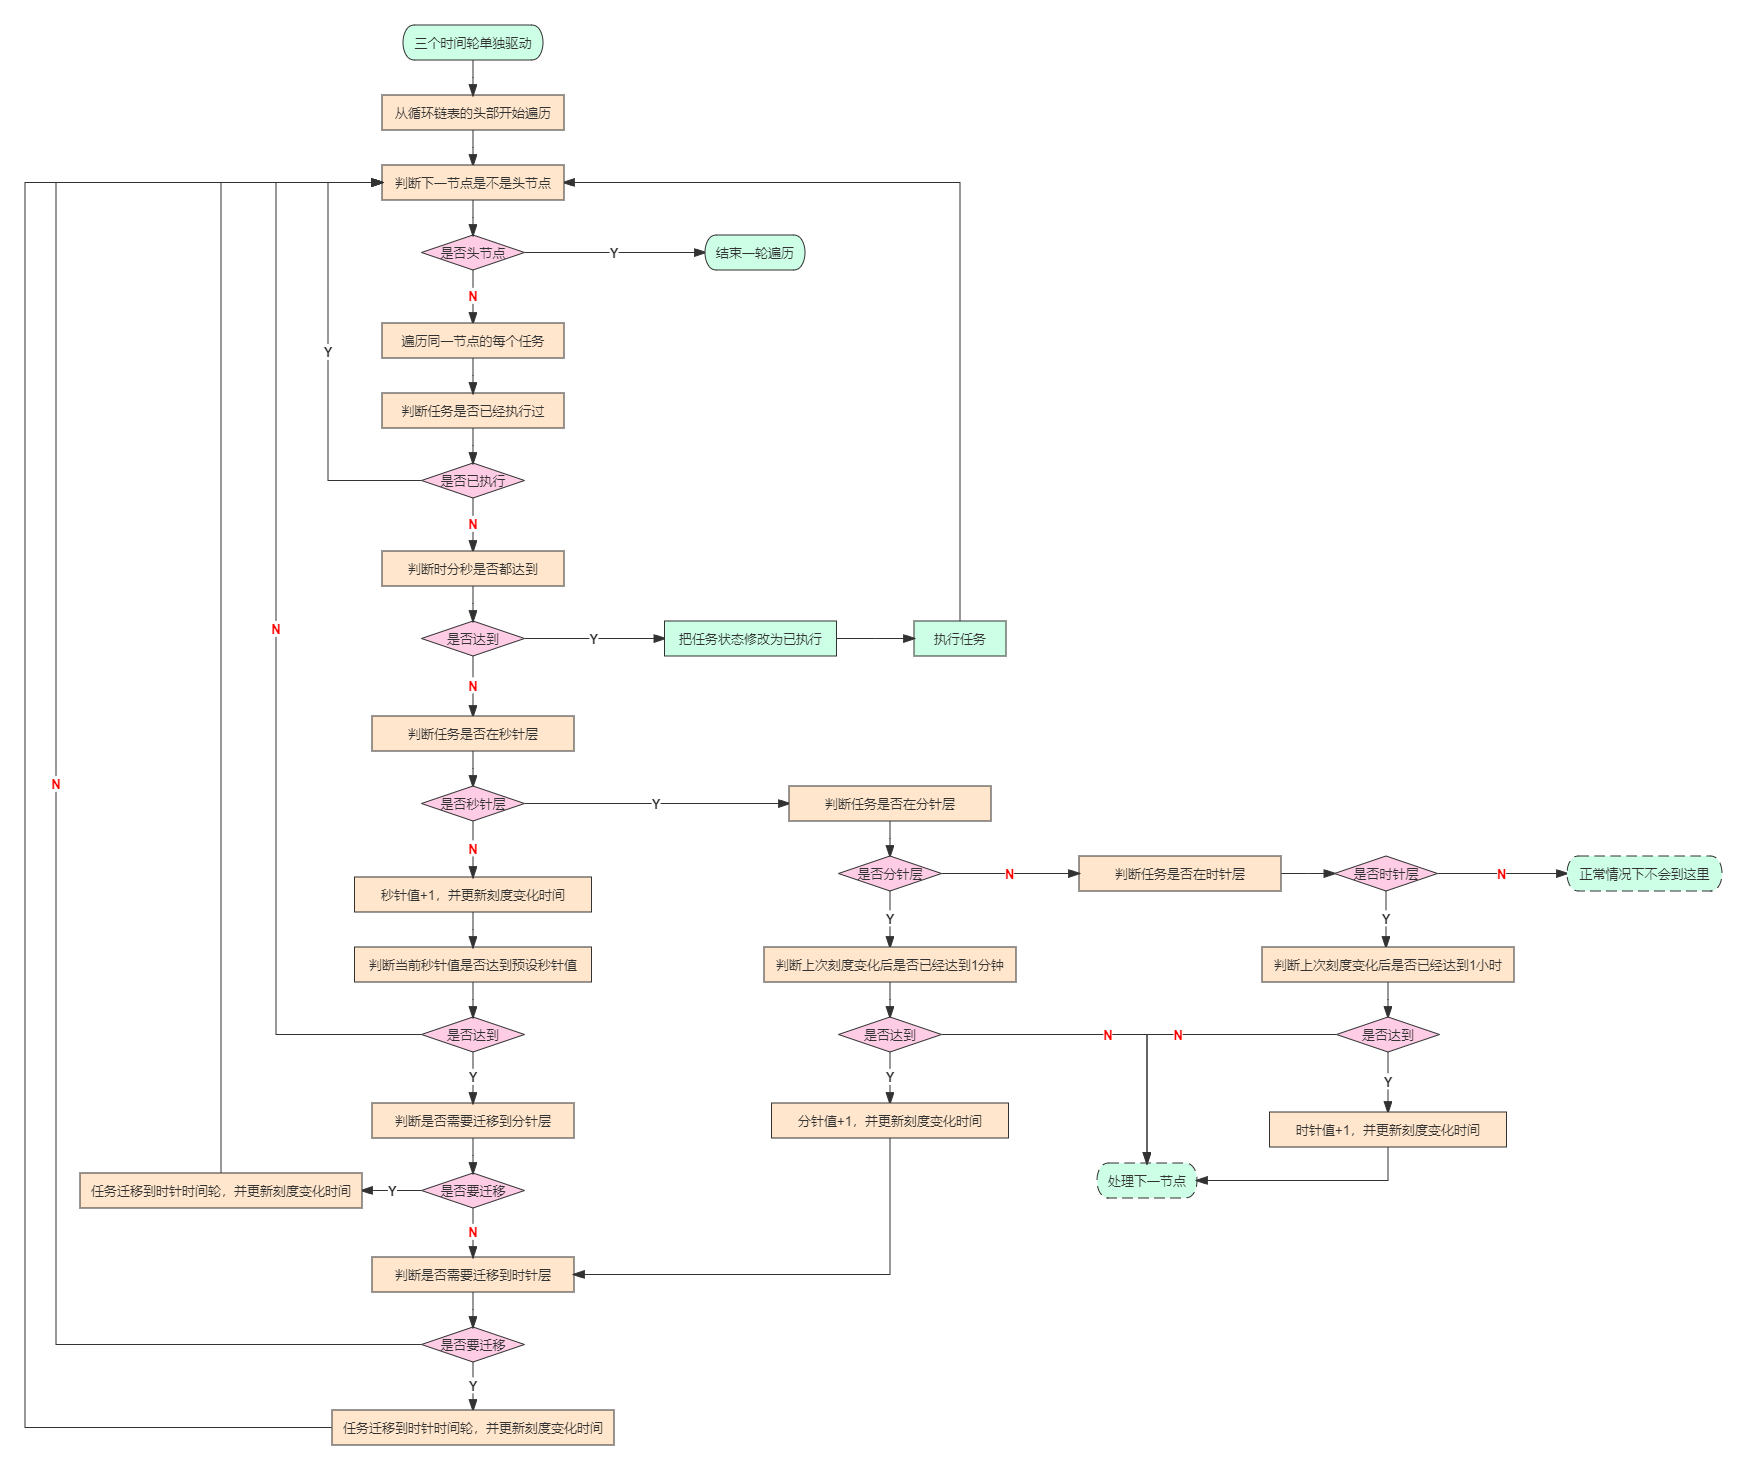 三个时间轮单独驱动
从循环链表的头部开始遍历
判断下一节点是不是头节点
是否头节点
Y
结束一轮遍历
N
遍历同一节点的每个任务
Y
判断任务是否已经执行过
是否已执行
N
判断时分秒是否都达到
N
是否达到
Y
把任务状态修改为已执行
执行任务
N
判断任务是否在秒针层
N
是否秒针层
Y
判断任务是否在分针层
N
是否分针层
N
判断任务是否在时针层
是否时针层
N
正常情况下不会到这里
秒针值+1，并更新刻度变化时间
Y
Y
判断当前秒针值是否达到预设秒针值
判断上次刻度变化后是否已经达到1分钟
判断上次刻度变化后是否已经达到1小时
是否达到
是否达到
N
N
是否达到
Y
Y
Y
判断是否需要迁移到分针层
分针值+1，并更新刻度变化时间
时针值+1，并更新刻度变化时间
任务迁移到时针时间轮，并更新刻度变化时间
Y
是否要迁移
处理下一节点
N
判断是否需要迁移到时针层
是否要迁移
Y
任务迁移到时针时间轮，并更新刻度变化时间